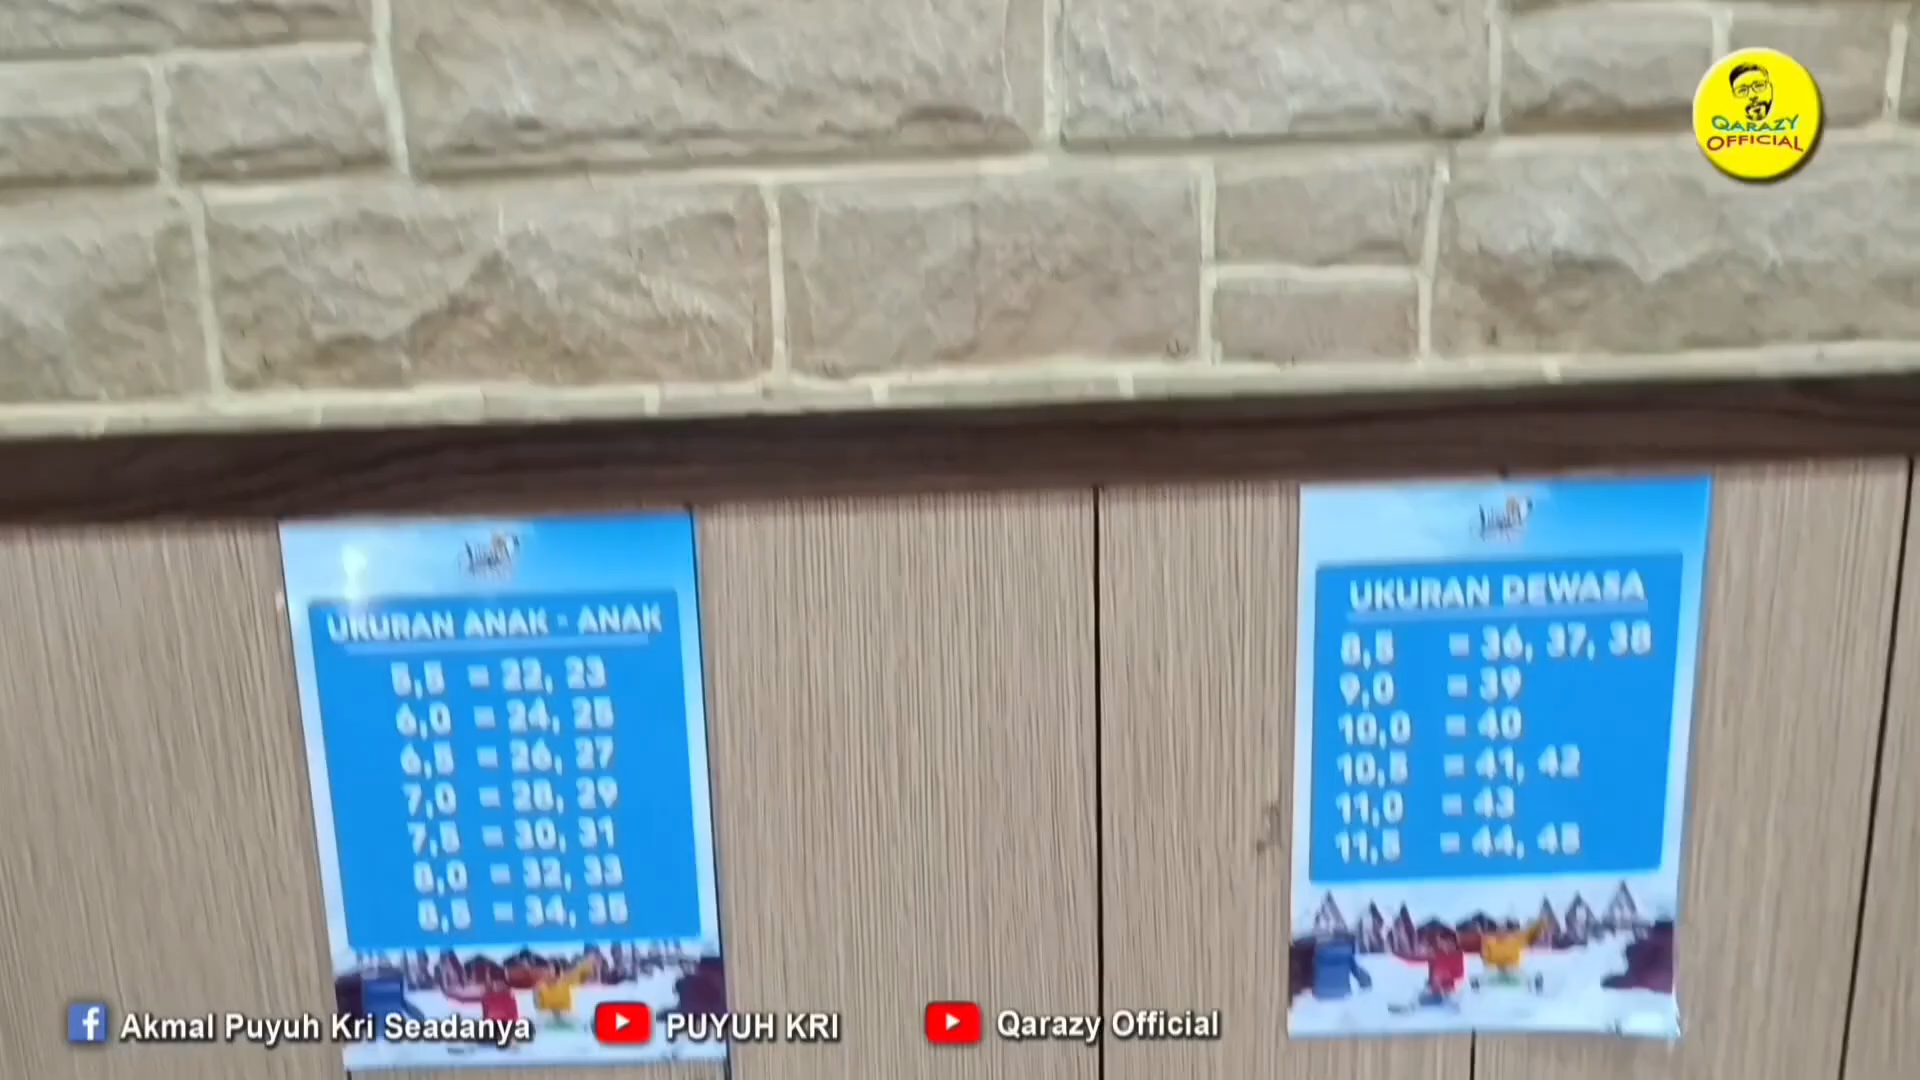 QARAZY
OFFICIAL
UKURAN ANAK - ANAK
5,5 = 22, 23
6,0 = 24, 25
6,5 = 26, 27
7,0 = 28, 29
7,5 = 30, 31
8,0 = 32, 33
8,5 = 34, 35
UKURAN DEWASA
8,5 = 36, 37, 38
9,0 = 39
10,0 = 40
10,5 = 41, 42
11,0 = 43
11,5 = 44, 45
Akmal Puyuh Kri Seadanya
PUYUH KRI
Qarazy Official